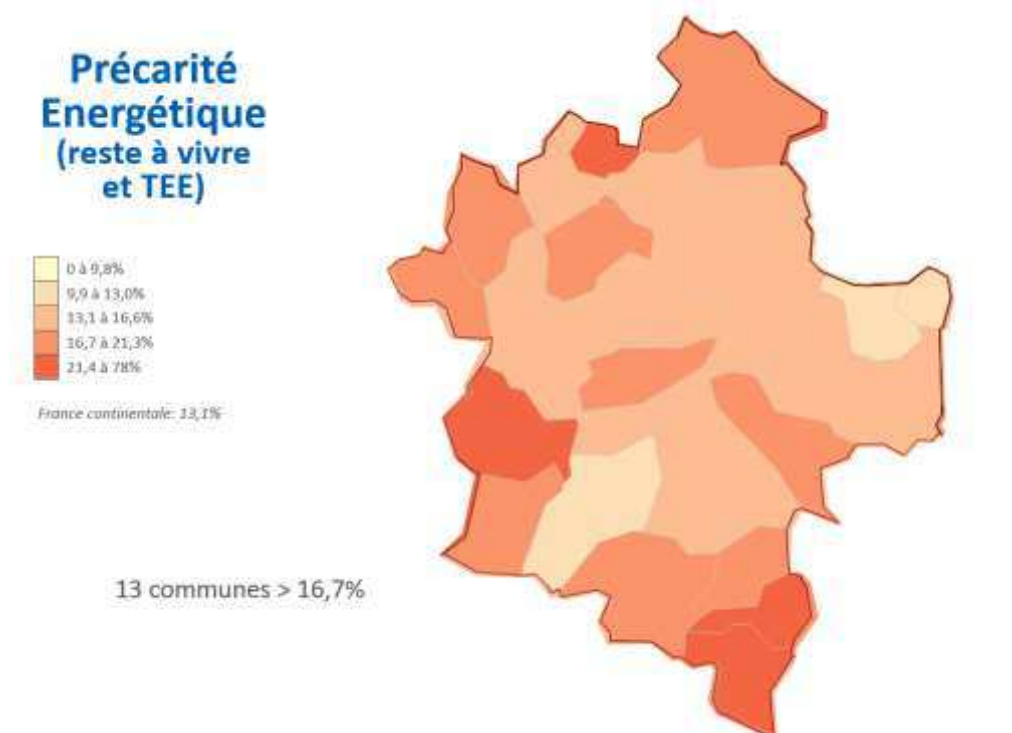 Précarité
Energétique
(reste à vivre
et TEE)
0 à 9,8%
9,9 à 13,0%
13,1 à 16,6%
16,7 à 21,3%
21,4 à 78%
France continentale: 13,1%
13 communes > 16,7%